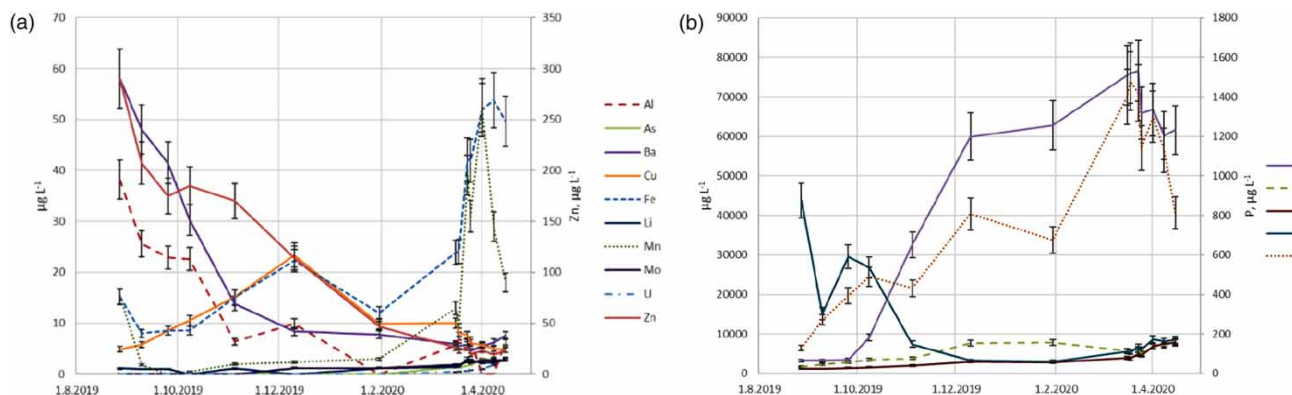 (a)
70
60
50
40
30
20
10
0
µg L-1
350
300
250
200
150
100
50
0
Zn, µg L-1
1.8.2019
1.10.2019
1.12.2019
1.2.2020
1.4.2020
Al
As
Ba
Cu
Fe
Li
Mn
Mo
U
Zn
(b)
90000
80000
70000
60000
50000
40000
30000
20000
10000
0
µg L-1
1800
1600
1400
1200
1000
800
600
400
200
0
P, µg L-1
1.8.2019
1.10.2019
1.12.2019
1.2.2020
1.4.2020